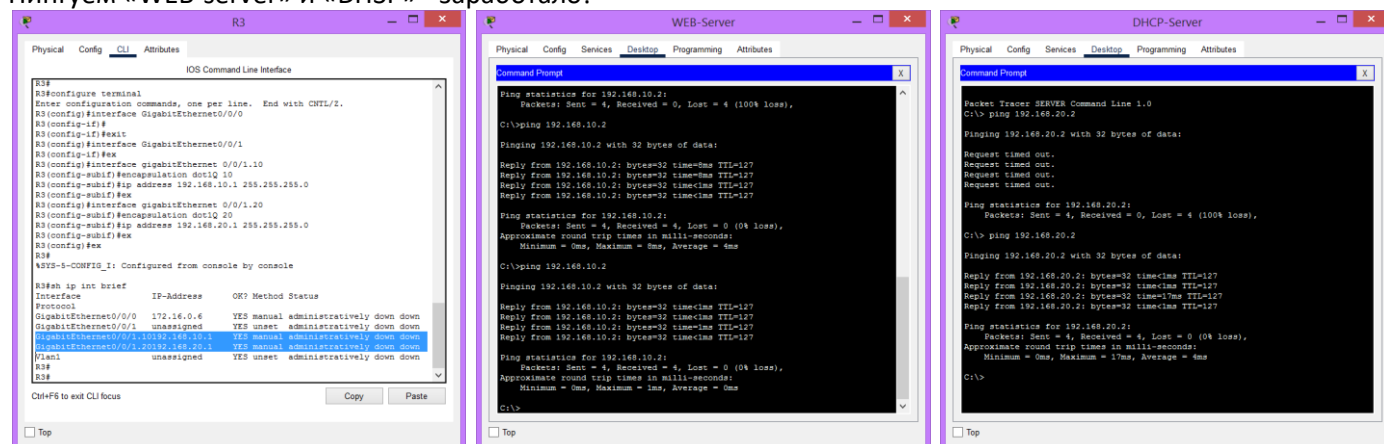 Пингуем «WEB-server» и «DHSP» - заработало!
R3
Physical Config CLI Attributes
IOS Command Line Interface
R3#
R3#configure terminal
Enter configuration commands, one per line. End with CNTL/Z.
R3(config)#interface GigabitEthernet0/0/0
R3(config-if)#
R3(config-if)#exit
R3(config)#interface GigabitEthernet0/0/1
R3(config-if)#ex
R3(config)#interface gigabitEthernet 0/0/1.10
R3(config-subif)#encapsulation dot1Q 10
R3(config-subif)#ip address 192.168.10.1 255.255.255.0
R3(config-subif)#ex
R3(config)#interface gigabitEthernet 0/0/1.20
R3(config-subif)#encapsulation dot1Q 20
R3(config-subif)#ip address 192.168.20.1 255.255.255.0
R3(config-subif)#ex
R3(config)#ex
R3#
%SYS-5-CONFIG_I: Configured from console by console
R3#sh ip int brief
Interface IP-Address OK? Method Status
Protocol
GigabitEthernet0/0/0 172.16.0.6 YES manual administratively down down
GigabitEthernet0/0/1 unassigned YES unset administratively down down
GigabitEthernet0/0/1.10192.168.10.1 YES manual administratively down down
GigabitEthernet0/0/1.20192.168.20.1 YES manual administratively down down
Vlan1 unassigned YES unset administratively down down
R3#
R3#
Ctrl+F6 to exit CLI focus
Copy Paste
Top
WEB-Server
Physical Config Services Desktop Programming Attributes
Command Prompt X
Ping statistics for 192.168.10.2:
Packets: Sent = 4, Received = 0, Lost = 4 (100% loss),
C:\>ping 192.168.10.2
Pinging 192.168.10.2 with 32 bytes of data:
Reply from 192.168.10.2: bytes=32 time=8ms TTL=127
Reply from 192.168.10.2: bytes=32 time=8ms TTL=127
Reply from 192.168.10.2: bytes=32 time<1ms TTL=127
Reply from 192.168.10.2: bytes=32 time<1ms TTL=127
Ping statistics for 192.168.10.2:
Packets: Sent = 4, Received = 4, Lost = 0 (0% loss),
Approximate round trip times in milli-seconds:
Minimum = 0ms, Maximum = 8ms, Average = 4ms
C:\>ping 192.168.10.2
Pinging 192.168.10.2 with 32 bytes of data:
Reply from 192.168.10.2: bytes=32 time<1ms TTL=127
Reply from 192.168.10.2: bytes=32 time<1ms TTL=127
Reply from 192.168.10.2: bytes=32 time=1ms TTL=127
Reply from 192.168.10.2: bytes=32 time<1ms TTL=127
Ping statistics for 192.168.10.2:
Packets: Sent = 4, Received = 4, Lost = 0 (0% loss),
Approximate round trip times in milli-seconds:
Minimum = 0ms, Maximum = 1ms, Average = 0ms
C:\>
Top
DHCP-Server
Physical Config Services Desktop Programming Attributes
Command Prompt X
Packet Tracer SERVER Command Line 1.0
C:\> ping 192.168.20.2
Pinging 192.168.20.2 with 32 bytes of data:
Request timed out.
Request timed out.
Request timed out.
Request timed out.
Ping statistics for 192.168.20.2:
Packets: Sent = 4, Received = 0, Lost = 4 (100% loss),
C:\> ping 192.168.20.2
Pinging 192.168.20.2 with 32 bytes of data:
Reply from 192.168.20.2: bytes=32 time<1ms TTL=127
Reply from 192.168.20.2: bytes=32 time<1ms TTL=127
Reply from 192.168.20.2: bytes=32 time=17ms TTL=127
Reply from 192.168.20.2: bytes=32 time<1ms TTL=127
Ping statistics for 192.168.20.2:
Packets: Sent = 4, Received = 4, Lost = 0 (0% loss),
Approximate round trip times in milli-seconds:
Minimum = 0ms, Maximum = 17ms, Average = 4ms
C:\>
Top